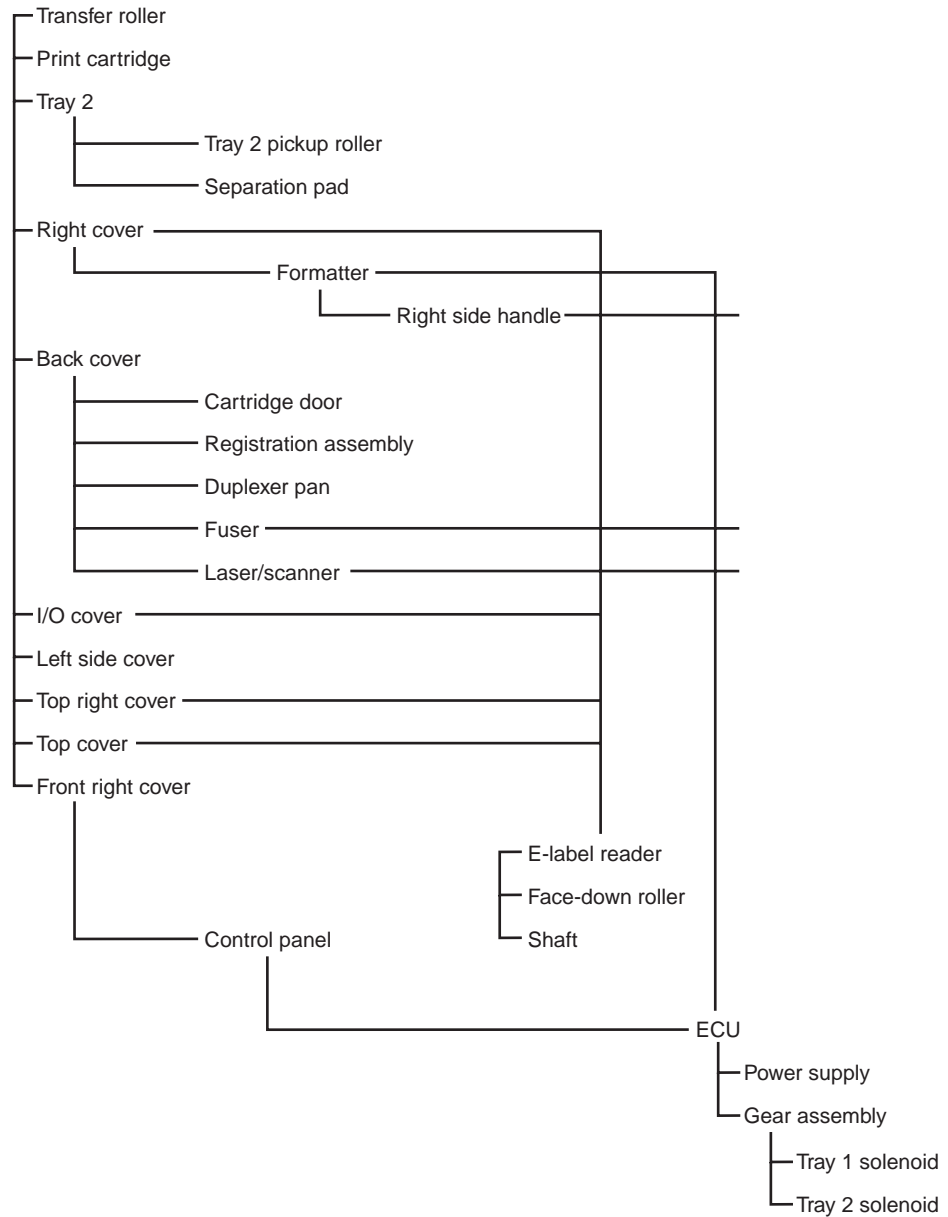 Transfer roller
Print cartridge
Tray 2
Tray 2 pickup roller
Separation pad
Right cover
Formatter
Right side handle
Back cover
Cartridge door
Registration assembly
Duplexer pan
Fuser
Laser/scanner
I/O cover
Left side cover
Top right cover
Top cover
Front right cover
E-label reader
Face-down roller
Control panel
Shaft
ECU
Power supply
Gear assembly
Tray 1 solenoid
Tray 2 solenoid